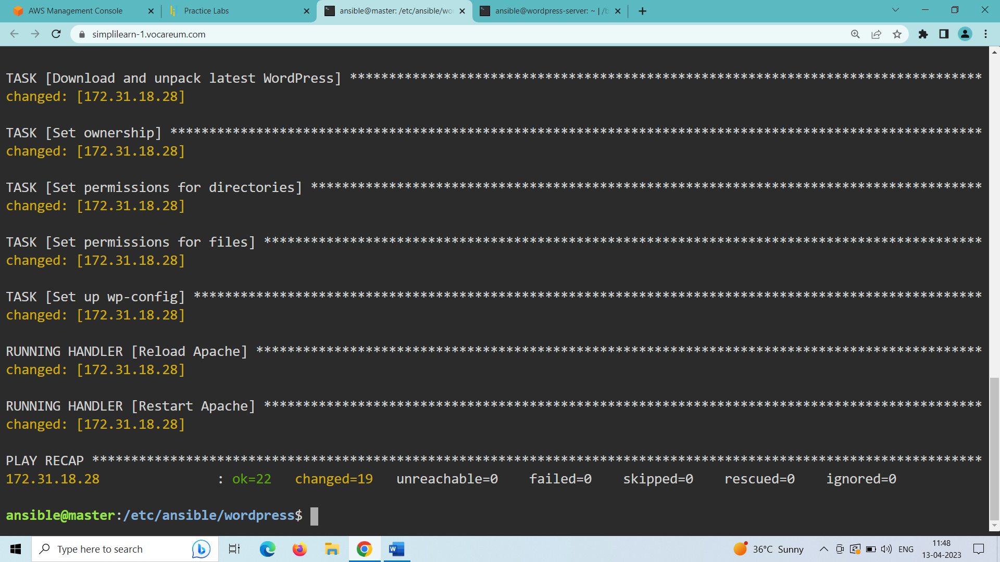 AWS Management Console
Practice Labs
ansible@master: /etc/ansible/wo
ansible@wordpress-server: ~ | /b
simplilearn-1.vocareum.com
TASK [Download and unpack latest WordPress] *********************************************************************************
changed: [172.31.18.28]
TASK [Set ownership] ********************************************************************************************************
changed: [172.31.18.28]
TASK [Set permissions for directories] **************************************************************************************
changed: [172.31.18.28]
TASK [Set permissions for files] ********************************************************************************************
changed: [172.31.18.28]
TASK [Set up wp-config] *****************************************************************************************************
changed: [172.31.18.28]
RUNNING HANDLER [Reload Apache] *********************************************************************************************
changed: [172.31.18.28]
RUNNING HANDLER [Restart Apache] ********************************************************************************************
changed: [172.31.18.28]
PLAY RECAP ******************************************************************************************************************
172.31.18.28 : ok=22 changed=19 unreachable=0 failed=0 skipped=0 rescued=0 ignored=0
ansible@master:/etc/ansible/wordpress$
Type here to search
36°C Sunny
ENG
11:48
13-04-2023